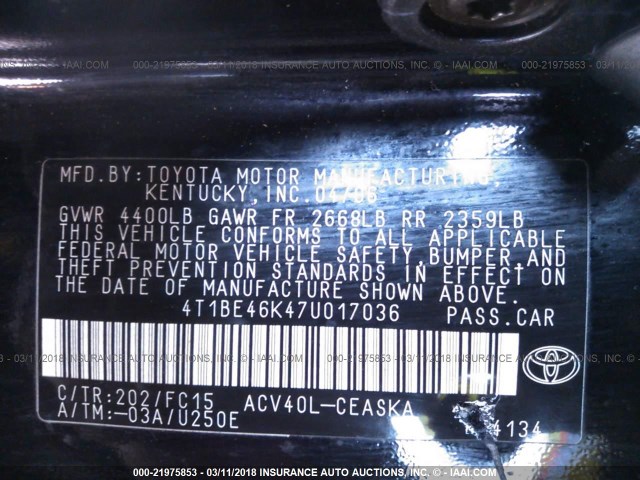 000-21975853 - 03/11/2018 INSURANCE AUTO AUCTIONS, INC. © - IAAI.COM
MFD.BY:TOYOTA MOTOR MANUFACTURING,
KENTUCKY, INC. 04/06
GVWR 4400LB GAWR FR 2668LB RR 2359LB
THIS VEHICLE CONFORMS TO ALL APPLICABLE
FEDERAL MOTOR VEHICLE SAFETY,BUMPER,AND
THEFT PREVENTION STANDARDS IN EFFECT ON
THE DATE OF MANUFACTURE SHOWN ABOVE.
4T1BE46K47U017036 PASS.CAR
C/TR:202/FC15 ACV40L-CEASKA
A/TM:-03A/U250E 4134
000-21975853 - 03/11/2018 INSURANCE AUTO AUCTIONS, INC. © - IAAI.COM